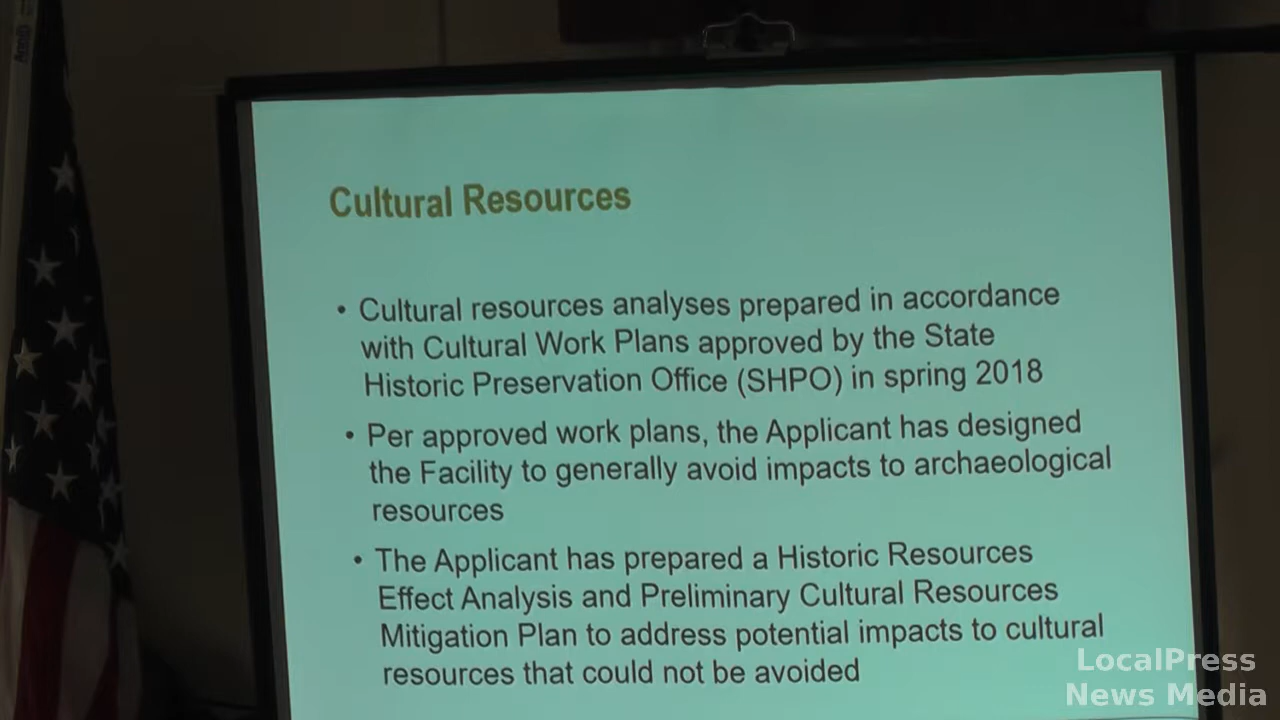 Cultural Resources
• Cultural resources analyses prepared in accordance
with Cultural Work Plans approved by the State
Historic Preservation Office (SHPO) in spring 2018
• Per approved work plans, the Applicant has designed
the Facility to generally avoid impacts to archaeological
resources
• The Applicant has prepared a Historic Resources
Effect Analysis and Preliminary Cultural Resources
Mitigation Plan to address potential impacts to cultural
resources that could not be avoided
LocalPress
News Media